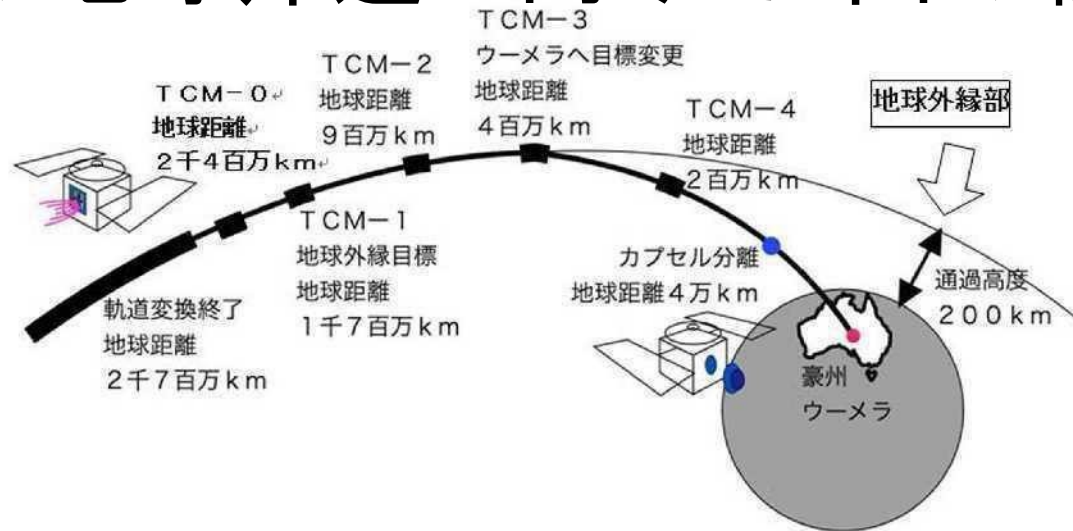 TCM-0
地球距離
2千4百万km
TCM-2
地球距離
9百万km
TCM-3
ウーメラへ目標変更
地球距離
4百万km
TCM-4
地球距離
2百万km
地球外縁部
TCM-1
地球外縁目標
地球距離
1千7百万km
軌道変換終了
地球距離
2千7百万km
カプセル分離
地球距離4万km
通過高度
200km
豪州
ウーメラ